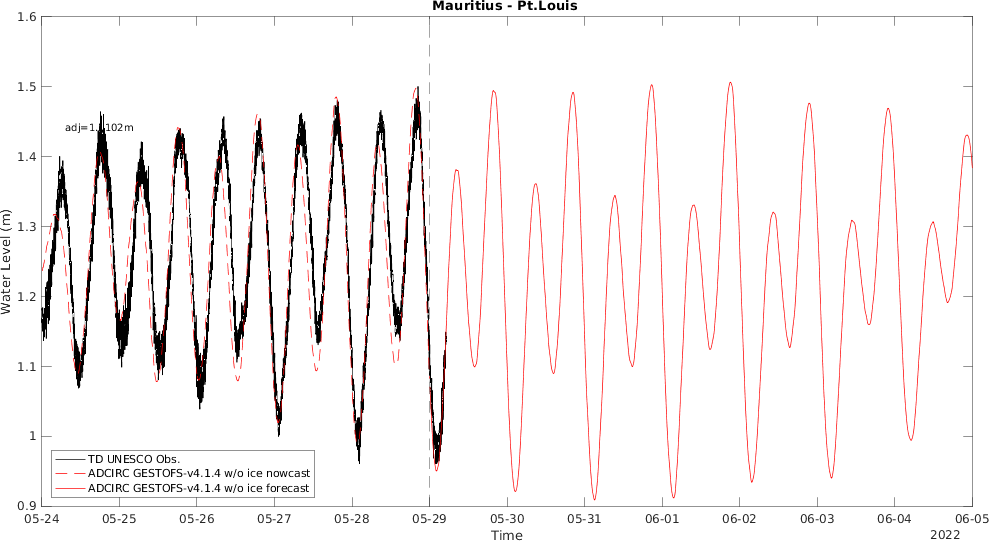 Mauritius - Pt.Louis
1.6
1.5
1.4
1.3
1.2
1.1
1
0.9
Water Level (m)
TD UNESCO Obs.
ADCIRC GESTOFS-v4.1.4 w/o ice nowcast
ADCIRC GESTOFS-v4.1.4 w/o ice forecast
05-24 05-25 05-26 05-27 05-28 05-29 05-30 05-31 06-01 06-02 06-03 06-04 06-05
Time
2022